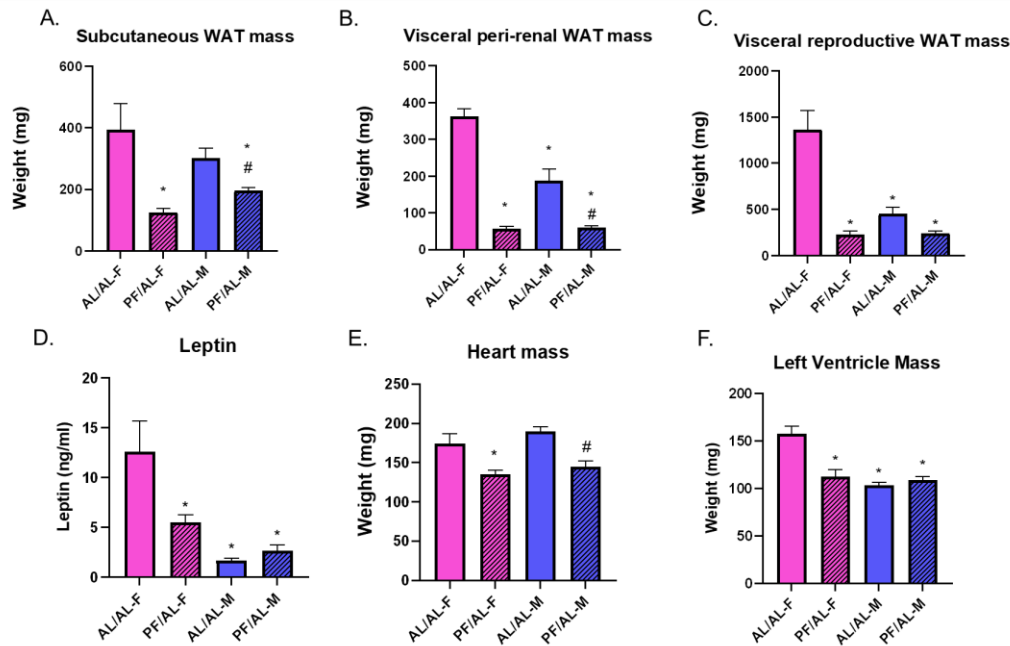 A.
Subcutaneous WAT mass
Weight (mg)
600
400
200
0
*
*
#
AL/AL-F
PF/AL-F
AL/AL-M
PF/AL-M
B.
Visceral peri-renal WAT mass
Weight (mg)
500
400
300
200
100
0
*
*
*
#
AL/AL-F
PF/AL-F
AL/AL-M
PF/AL-M
C.
Visceral reproductive WAT mass
Weight (mg)
2000
1500
1000
500
0
*
*
*
AL/AL-F
PF/AL-F
AL/AL-M
PF/AL-M
D.
Leptin
Leptin (ng/ml)
20
15
10
5
0
*
*
*
AL/AL-F
PF/AL-F
AL/AL-M
PF/AL-M
E.
Heart mass
Weight (mg)
250
200
150
100
50
0
*
#
AL/AL-F
PF/AL-F
AL/AL-M
PF/AL-M
F.
Left Ventricle Mass
Weight (mg)
200
150
100
50
0
*
*
*
AL/AL-F
PF/AL-F
AL/AL-M
PF/AL-M